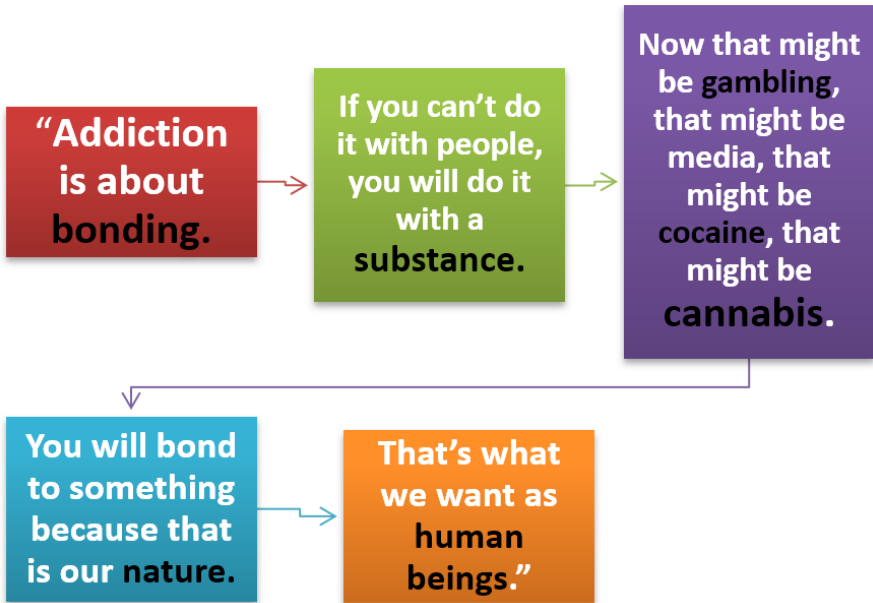 “Addiction
is about
bonding.
If you can’t do
it with people,
you will do it
with a
substance.
Now that might
be gambling,
that might be
media, that
might be
cocaine, that
might be
cannabis.
You will bond
to something
because that
is our nature.
That’s what
we want as
human
beings.”